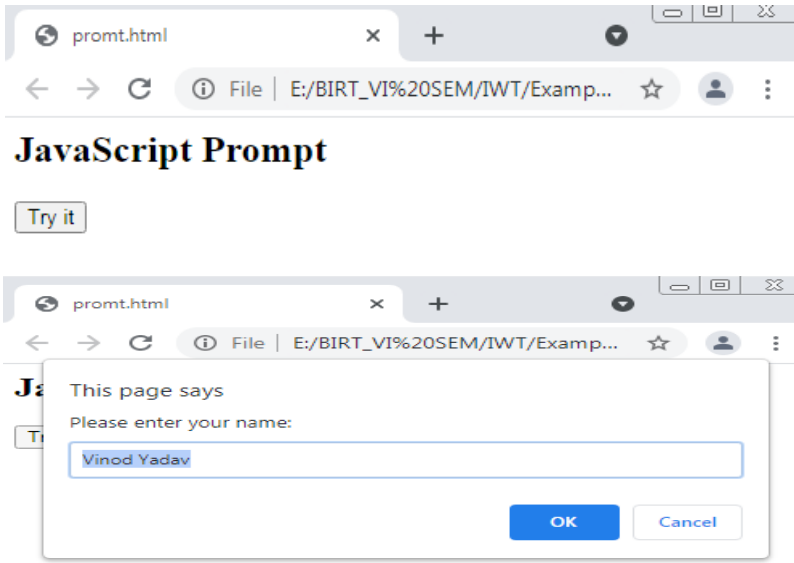 promt.html
File | E:/BIRT_VI%20SEM/IWT/Examp...
JavaScript Prompt
Try it
promt.html
File | E:/BIRT_VI%20SEM/IWT/Examp...
Ja
This page says
Please enter your name:
T
Vinod Yadav
OK Cancel